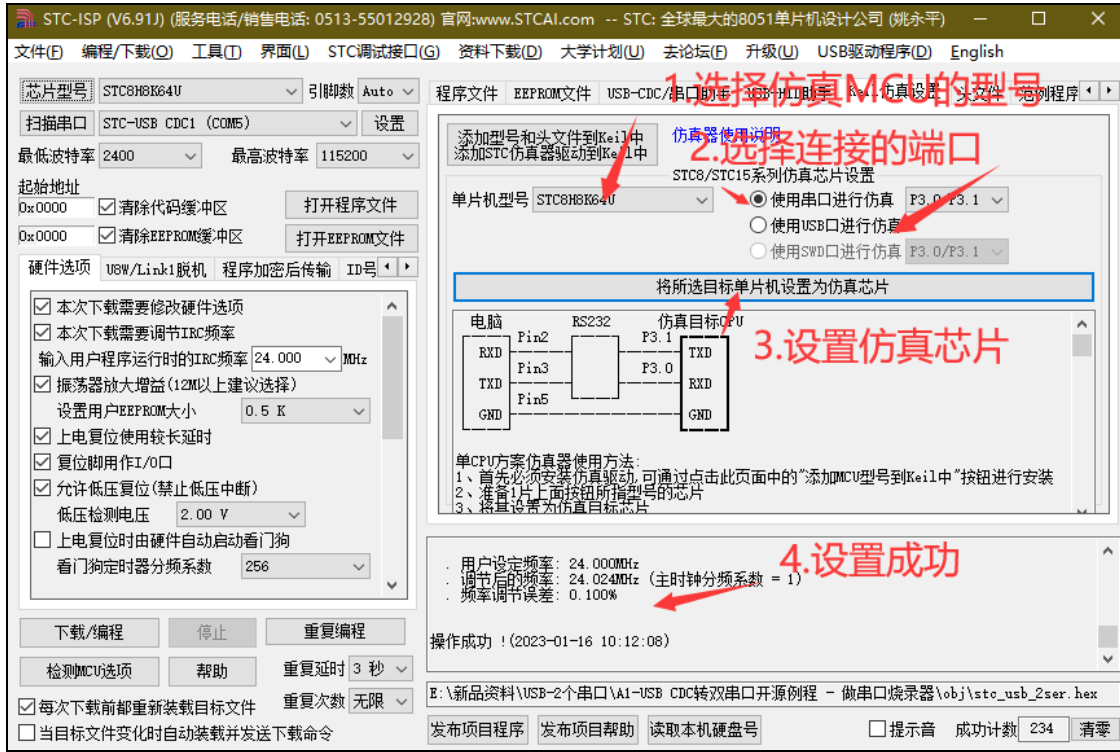 STC-ISP (V6.91J) (服务电话/销售电话: 0513-55012928) 官网:www.STCAI.com -- STC: 全球最大的8051单片机设计公司 (姚永平)
文件(F) 编程/下载(O) 工具(T) 界面(L) STC调试接口(G) 资料下载(D) 大学计划(U) 去论坛(F) 升级(U) USB驱动程序(D) English
芯片型号 STC8H8K64U 引脚数 Auto
扫描串口 STC-USB CDC1 (COM5) 设置
最低波特率 2400 最高波特率 115200
起始地址
0x0000 清除代码缓冲区 打开程序文件
0x0000 清除EEPROM缓冲区 打开EEPROM文件
硬件选项 U8W/Link1脱机 程序加密后传输 ID号
本次下载需要修改硬件选项
本次下载需要调节IRC频率
输入用户程序运行时的IRC频率 24.000 MHz
振荡器放大增益(12M以上建议选择)
设置用户EEPROM大小 0.5 K
上电复位使用较长延时
复位脚用作I/O口
允许低压复位(禁止低压中断)
低压检测电压 2.00 V
上电复位时由硬件自动启动看门狗
看门狗定时器分频系数 256
下载/编程 停止 重复编程
检测MCU选项 帮助 重复延时 3 秒
重复次数 无限
每次下载前都重新装载目标文件
当目标文件变化时自动装载并发送下载命令
程序文件 EEPROM文件 USB-CDC/串口助手 USB-HID助手 Keil仿真设置 头文件 范例程序
1.选择仿真MCU的型号
添加型号和头文件到Keil中
添加STC仿真器驱动到Keil中
仿真器使用说明
2.选择连接的端口
STC8/STC15系列仿真芯片设置
单片机型号 STC8H8K64U
使用串口进行仿真 P3.0/P3.1
使用USB口进行仿真
使用SWD口进行仿真 P3.0/P3.1
将所选目标单片机设置为仿真芯片
3.设置仿真芯片
电脑 RS232 仿真目标CPU
RXD Pin2 P3.1 TXD
TXD Pin3 P3.0 RXD
GND Pin5 GND
单CPU方案仿真器使用方法:
1、首先必须安装仿真驱动,可通过点击此页面中的"添加MCU型号到Keil中"按钮进行安装
2、准备1片上面按钮所指型号的芯片
3、将其设置为仿真目标芯片
4.设置成功
. 用户设定频率: 24.000MHz
. 调节后的频率: 24.024MHz (主时钟分频系数 = 1)
. 频率调节误差: 0.100%
操作成功 !(2023-01-16 10:12:08)
E:\新品资料\USB-2个串口\A1-USB CDC转双串口开源例程 - 做串口烧录器\obj\stc_usb_2ser.hex
发布项目程序 发布项目帮助 读取本机硬盘号 提示音 成功计数 234 清零